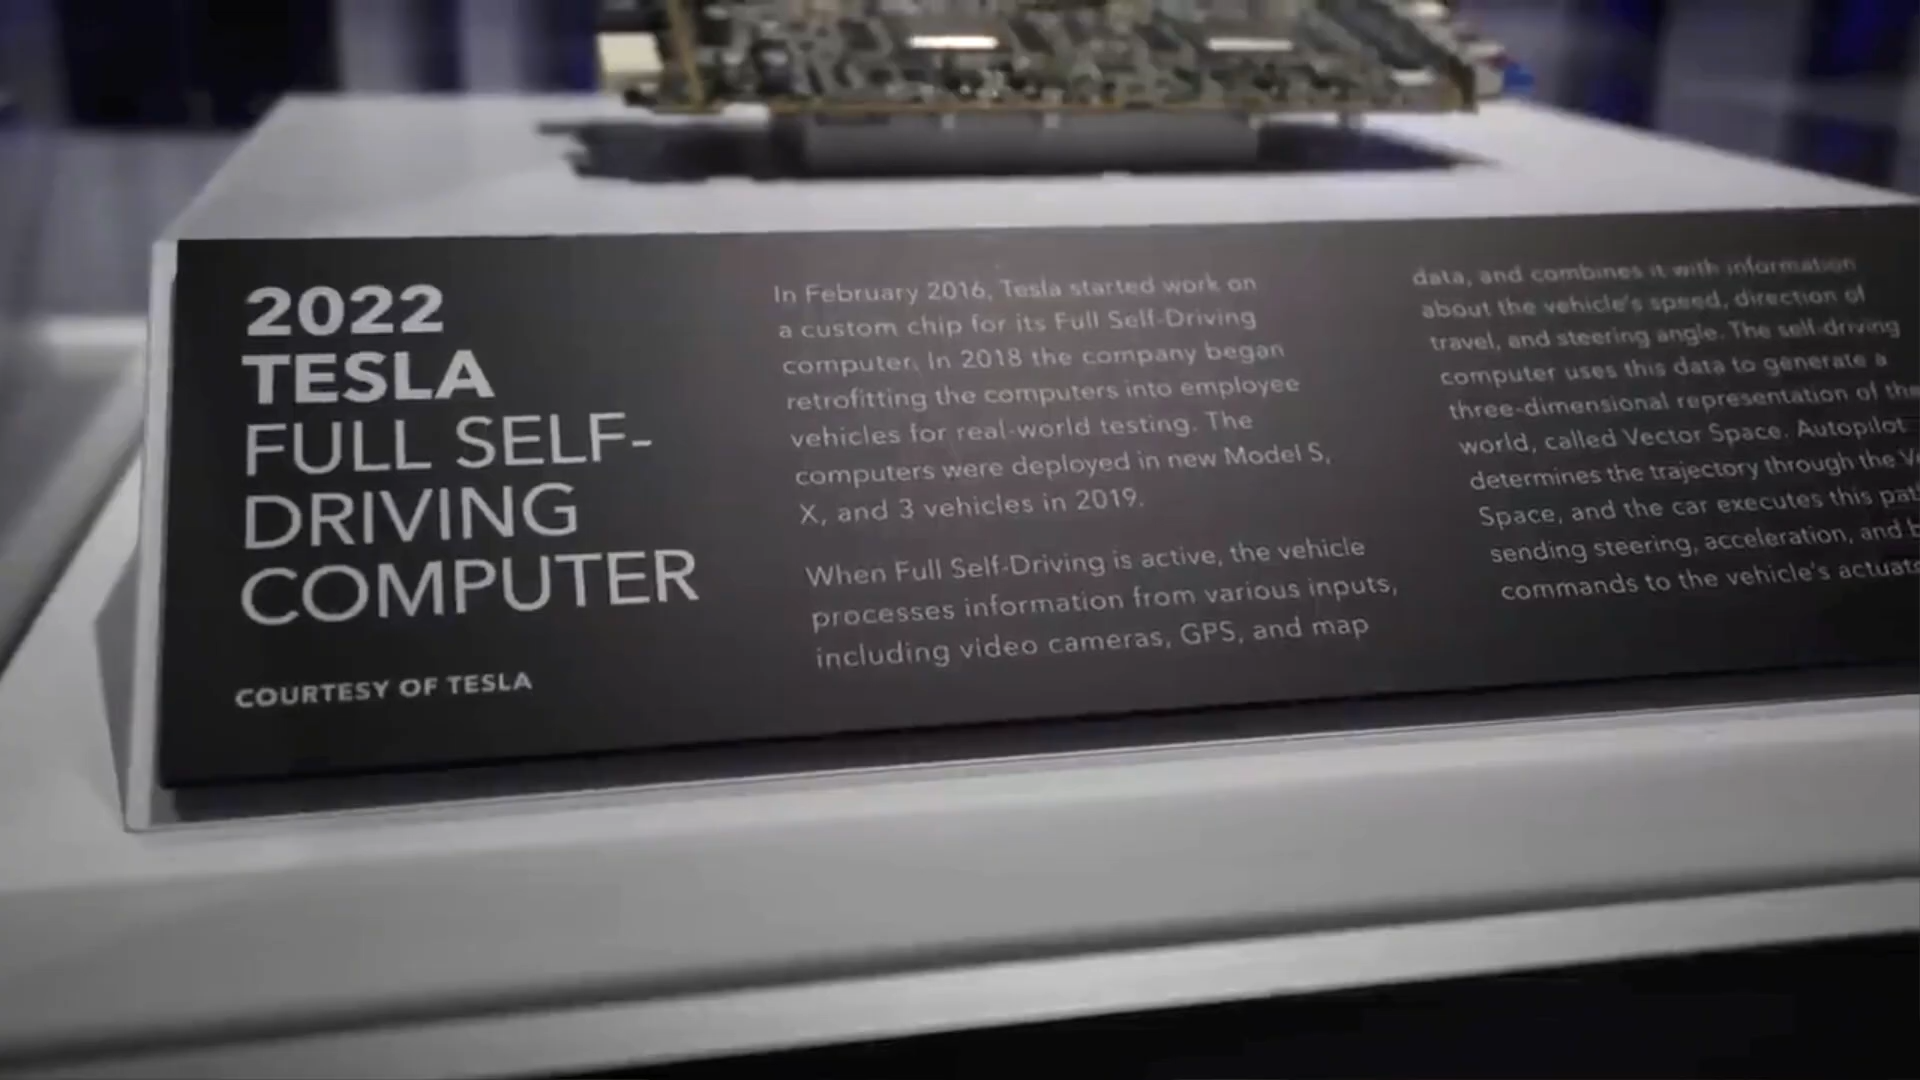 2022
TESLA
FULL SELF-
DRIVING
COMPUTER
COURTESY OF TESLA
In February 2016, Tesla started work on
a custom chip for its Full Self-Driving
computer. In 2018 the company began
retrofitting the computers into employee
vehicles for real-world testing. The
computers were deployed in new Model S,
X, and 3 vehicles in 2019.
When Full Self-Driving is active, the vehicle
processes information from various inputs,
including video cameras, GPS, and map
data, and combines it with information
about the vehicle's speed, direction of
travel, and steering angle. The self-driving
computer uses this data to generate a
three-dimensional representation of the
world, called Vector Space. Autopilot
determines the trajectory through the
Space, and the car executes this
sending steering, acceleration, and
commands to the vehicle's